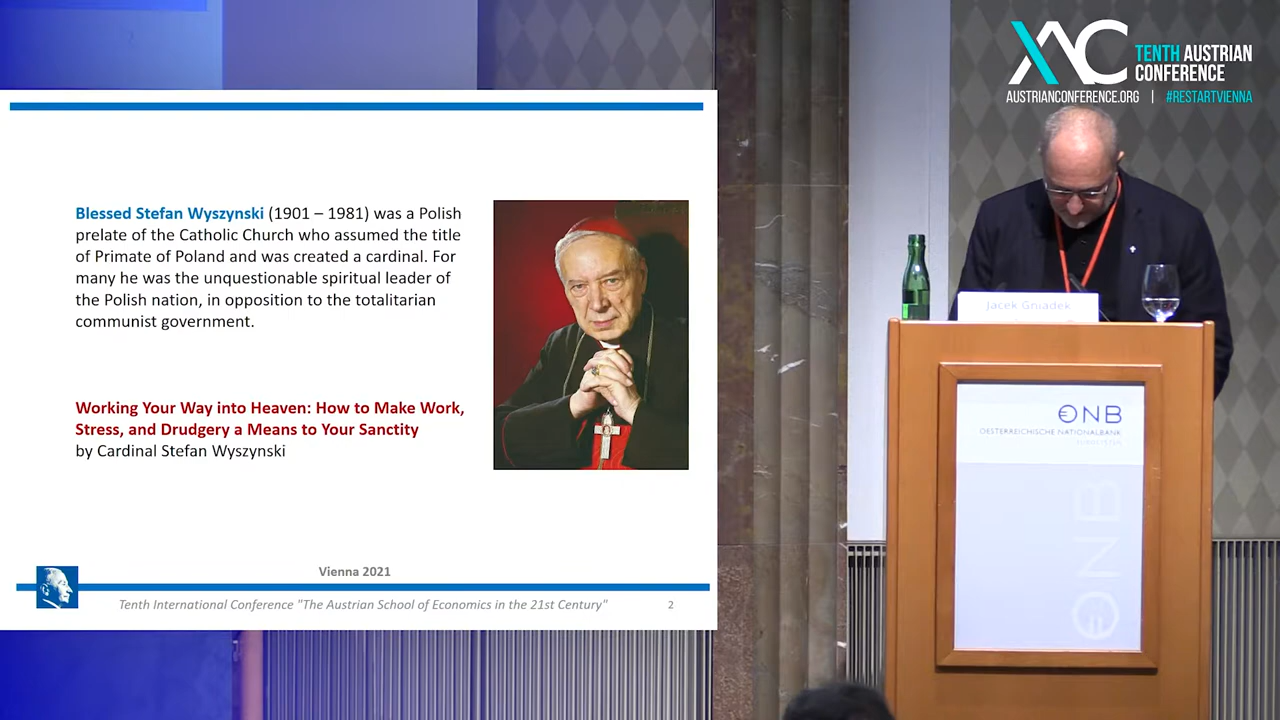 XAC TENTH AUSTRIAN
CONFERENCE
AUSTRIANCONFERENCE.ORG | #RESTARTVIENNA
Blessed Stefan Wyszynski (1901 – 1981) was a Polish
prelate of the Catholic Church who assumed the title
of Primate of Poland and was created a cardinal. For
many he was the unquestionable spiritual leader of
the Polish nation, in opposition to the totalitarian
communist government.
Working Your Way into Heaven: How to Make Work,
Stress, and Drudgery a Means to Your Sanctity
by Cardinal Stefan Wyszynski
Vienna 2021
Tenth International Conference "The Austrian School of Economics in the 21st Century"
2
Jacek Gniadek
ONB
OESTERREICHISCHE NATIONALBANK
ONB